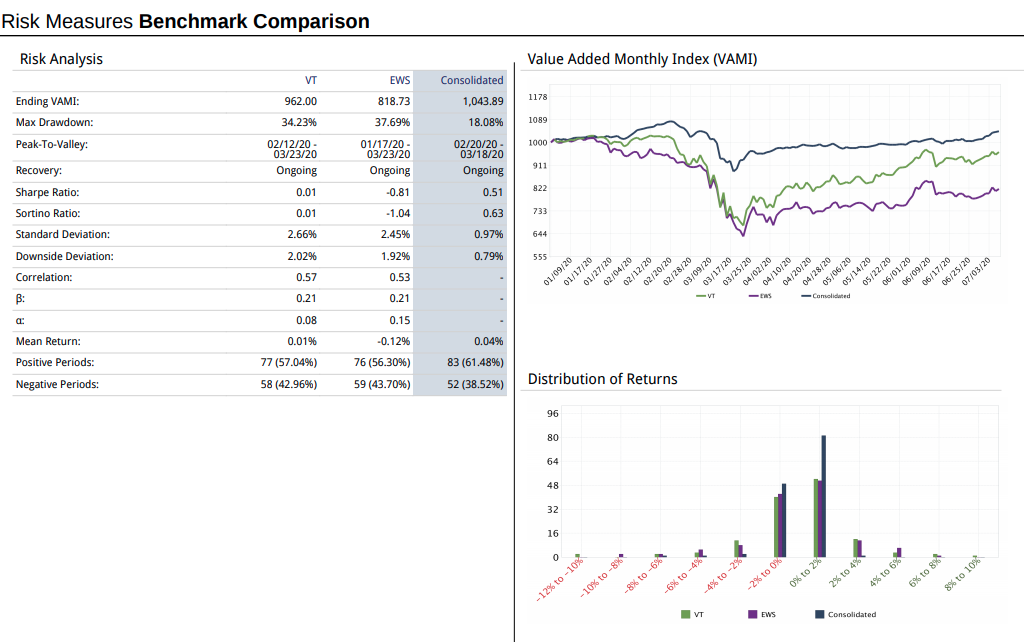 Risk Measures Benchmark Comparison
Risk Analysis
VT EWS Consolidated
Ending VAMI: 962.00 818.73 1,043.89
Max Drawdown: 34.23% 37.69% 18.08%
Peak-To-Valley: 02/12/20 - 01/17/20 - 02/20/20 -
03/23/20 03/23/20 03/18/20
Recovery: Ongoing Ongoing Ongoing
Sharpe Ratio: 0.01 -0.81 0.51
Sortino Ratio: 0.01 -1.04 0.63
Standard Deviation: 2.66% 2.45% 0.97%
Downside Deviation: 2.02% 1.92% 0.79%
Correlation: 0.57 0.53 -
β: 0.21 0.21 -
α: 0.08 0.15 -
Mean Return: 0.01% -0.12% 0.04%
Positive Periods: 77 (57.04%) 76 (56.30%) 83 (61.48%)
Negative Periods: 58 (42.96%) 59 (43.70%) 52 (38.52%)
Value Added Monthly Index (VAMI)
1178
1089
1000
911
822
733
644
555
01/09/20 01/17/20 01/27/20 02/04/20 02/12/20 02/20/20 02/28/20 03/09/20 03/17/20 03/25/20 04/02/20 04/10/20 04/20/20 04/28/20 05/06/20 05/14/20 05/22/20 06/01/20 06/09/20 06/17/20 06/25/20 07/03/20
VT EWS Consolidated
Distribution of Returns
96
80
64
48
32
16
0
-12% to -10% -10% to -8% -8% to -6% -6% to -4% -4% to -2% -2% to 0% 0% to 2% 2% to 4% 4% to 6% 6% to 8% 8% to 10%
VT EWS Consolidated